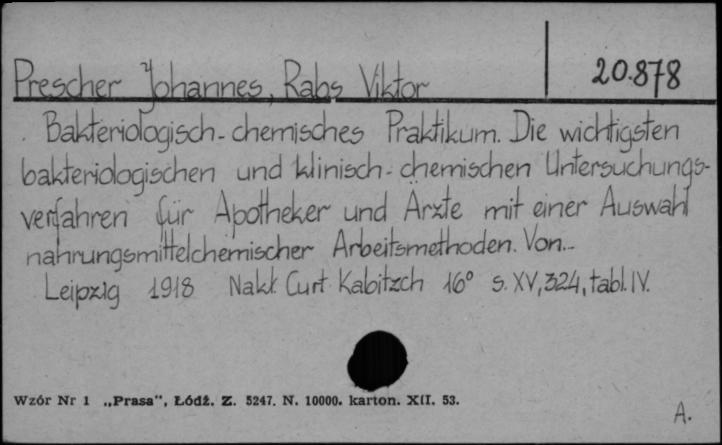 20.878
Prescher Johannes, Rabs Viktor
Bakteriologisch-chemisches Praktikum. Die wichtigsten
bakteriologischen und klinisch-chemischen Untersuchungs-
verfahren für Apotheker und Ärzte mit einer Auswahl
nahrungsmittelchemischer Arbeitsmethoden. Von...
Leipzig 1918 Nakł. Curt Kabitzch 16° s. XV, 324, tabl. IV.
Wzór Nr 1 „Prasa”, Łódź. Z. 5247. N. 10000. karton. XII. 53.
A.